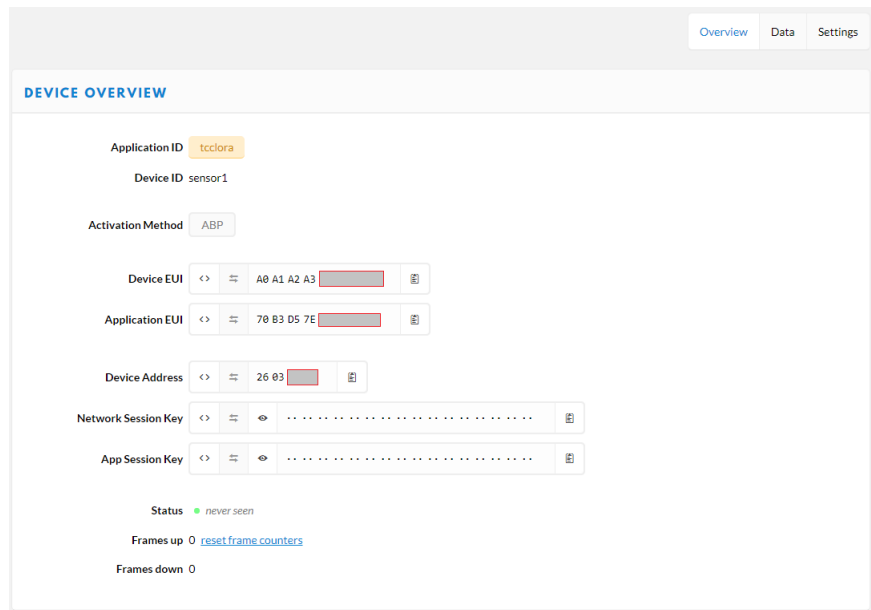 Overview Data Settings
DEVICE OVERVIEW
Application ID tcclora
Device ID sensor1
Activation Method ABP
Device EUI <> A0 A1 A2 A3
Application EUI <> 70 B3 D5 7E
Device Address <> 26 03
Network Session Key <>
App Session Key <>
Status never seen
Frames up 0 reset frame counters
Frames down 0